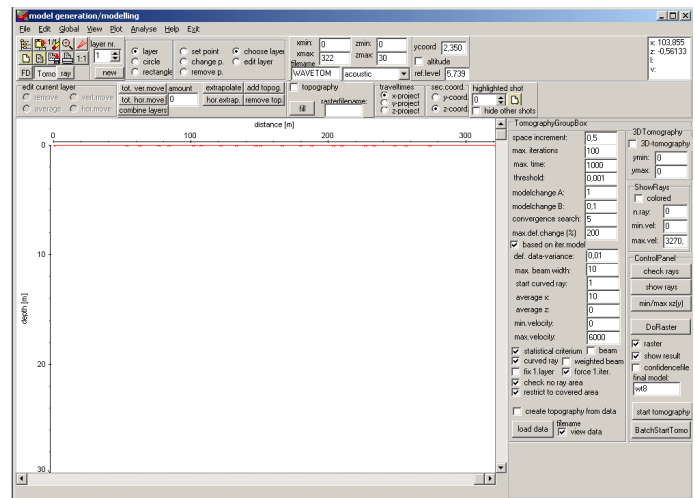 model generation/modelling
File Edit Global View Plot Analyse Help Exit
layer nr.
1:1
1
FD Tomo ray new
layer
circle
rectangle
set point
change p.
remove p.
choose layer
edit layer
xmin: 0
xmax: 322
zmin: 0
zmax: 30
filename
WAVETOM
acoustic
ycoord 2,350
altitude
ref.level 5,739
x: 103,855
z: -0,56133
l:
v:
edit current layer
remove vert.move
average hor.move
tot. ver.move amount
tot. hor.move 0
combine layers
extrapolate add topog.
hor.extrap. remove top.
topography
fill
rasterfilename:
traveltimes
x-project
y-project
z-project
sec.coord.
y-coord.
z-coord.
highlighted shot
0
hide other shots
distance [m]
0 100 200 300
0
10
20
30
depth [m]
TomographyGroupBox
space increment: 0,5
max. iterations 100
max. time: 1000
threshold: 0,001
modelchange A: 1
modelchange B: 0,1
convergence search: 5
max.def.change (%) 200
based on iter.model
def. data-variance: 0,01
max. beam width: 10
start curved ray: 1
average x: 10
average z: 0
min.velocity: 0
max.velocity: 6000
statistical criterium beam
curved ray weighted beam
fix 1.layer force 1.iter.
check no ray area
restrict to covered area
create topography from data
load data
filename
view data
3D Tomography
3D-tomography
ymin: 0
ymax: 0
ShowRays
colored
n.ray: 0
min.vel: 0
max.vel: 3270,
ControlPanel
check rays
show rays
min/max xz(y)
DoRaster
raster
show result
confidencefile
final model:
wt8
start tomography
BatchStartTomo